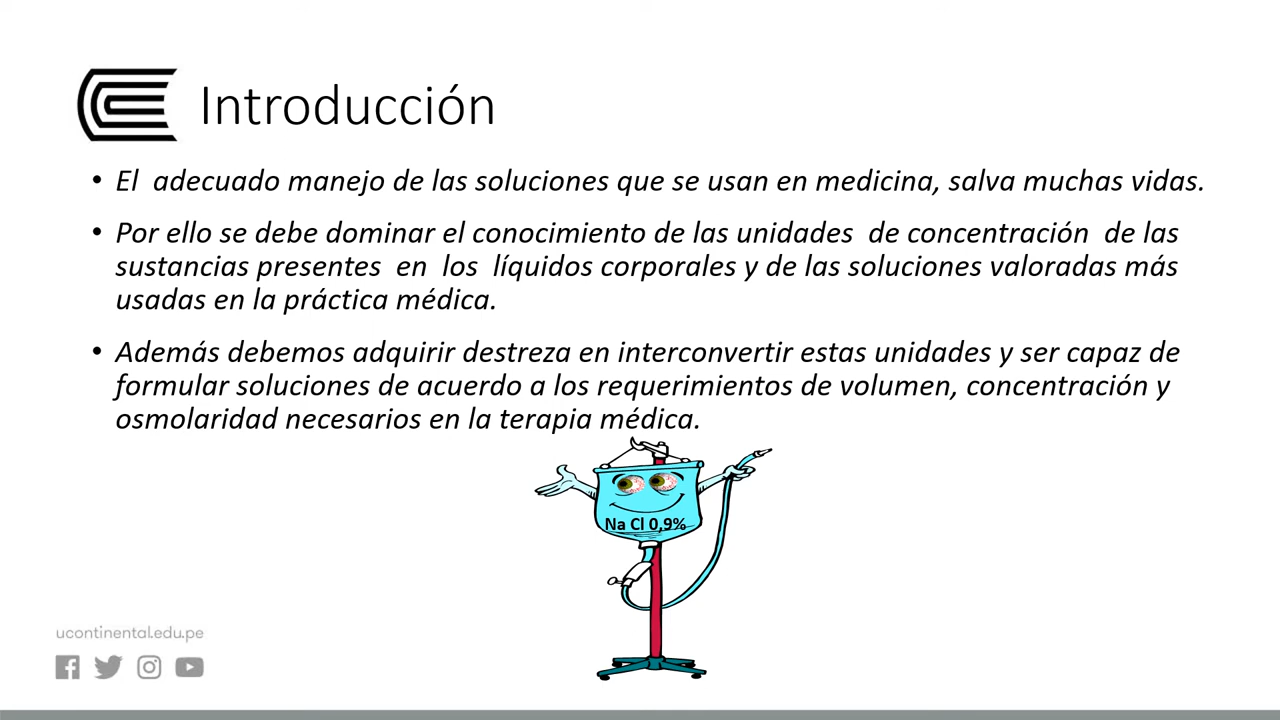 Introducción
• El adecuado manejo de las soluciones que se usan en medicina, salva muchas vidas.
• Por ello se debe dominar el conocimiento de las unidades de concentración de las
sustancias presentes en los líquidos corporales y de las soluciones valoradas más
usadas en la práctica médica.
• Además debemos adquirir destreza en interconvertir estas unidades y ser capaz de
formular soluciones de acuerdo a los requerimientos de volumen, concentración y
osmolaridad necesarios en la terapia médica.
Na Cl 0,9%
ucontinental.edu.pe